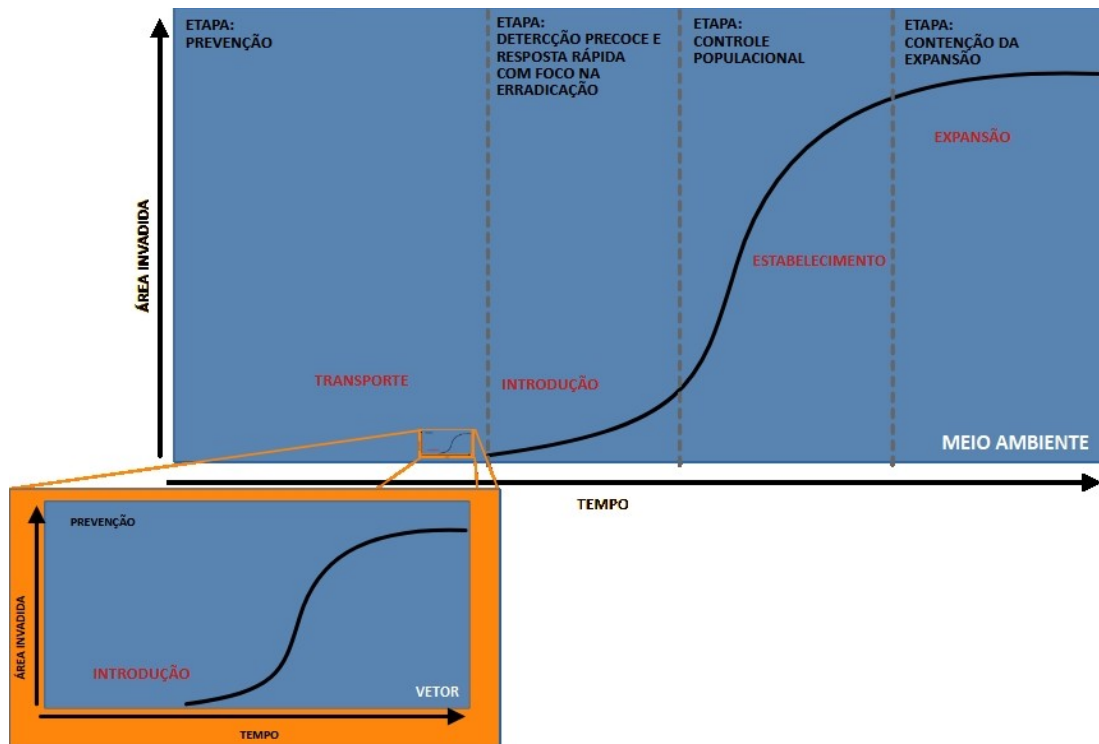 ETAPA:
PREVENÇÃO
ETAPA:
DETERCÇÃO PRECOCE E
RESPOSTA RÁPIDA
COM FOCO NA
ERRADICAÇÃO
ETAPA:
CONTROLE
POPULACIONAL
ETAPA:
CONTENÇÃO DA
EXPANSÃO
ÁREA INVADIDA
EXPANSÃO
ESTABELECIMENTO
TRANSPORTE
INTRODUÇÃO
MEIO AMBIENTE
TEMPO
PREVENÇÃO
ÁREA INVADIDA
INTRODUÇÃO
VETOR
TEMPO